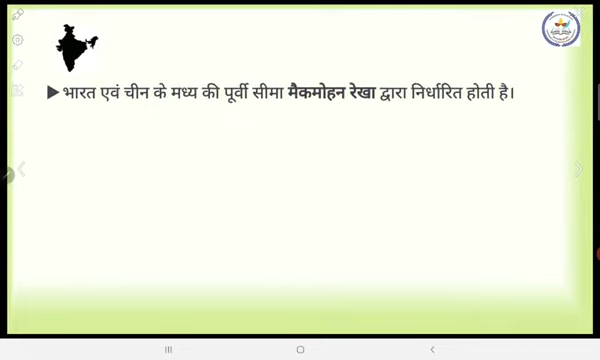 भारत एवं चीन के मध्य की पूर्वी सीमा मैकमोहन रेखा द्वारा निर्धारित होती है।